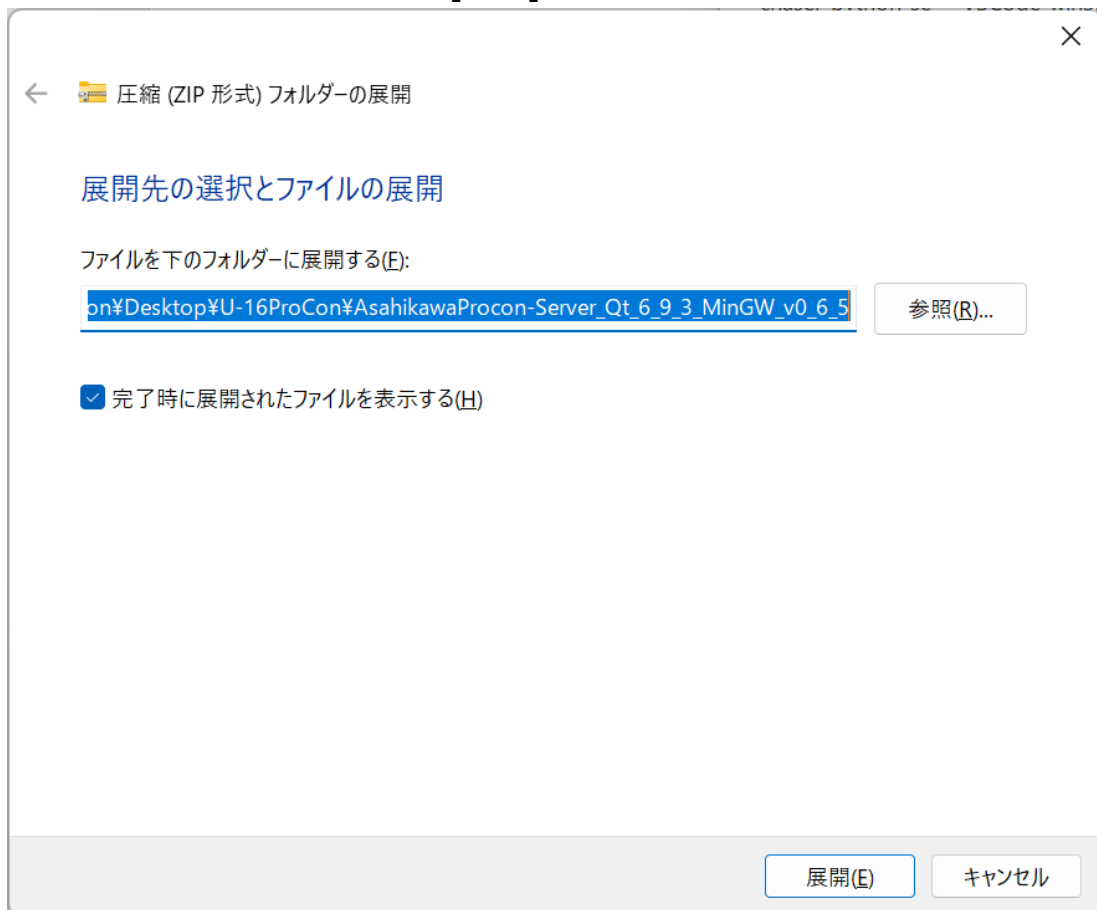 圧縮 (ZIP 形式) フォルダーの展開
展開先の選択とファイルの展開
ファイルを下のフォルダーに展開する(F):
on¥Desktop¥U-16ProCon¥AsahikawaProcon-Server_Qt_6_9_3_MinGW_v0_6_5
参照(R)...
完了時に展開されたファイルを表示する(H)
展開(E)
キャンセル